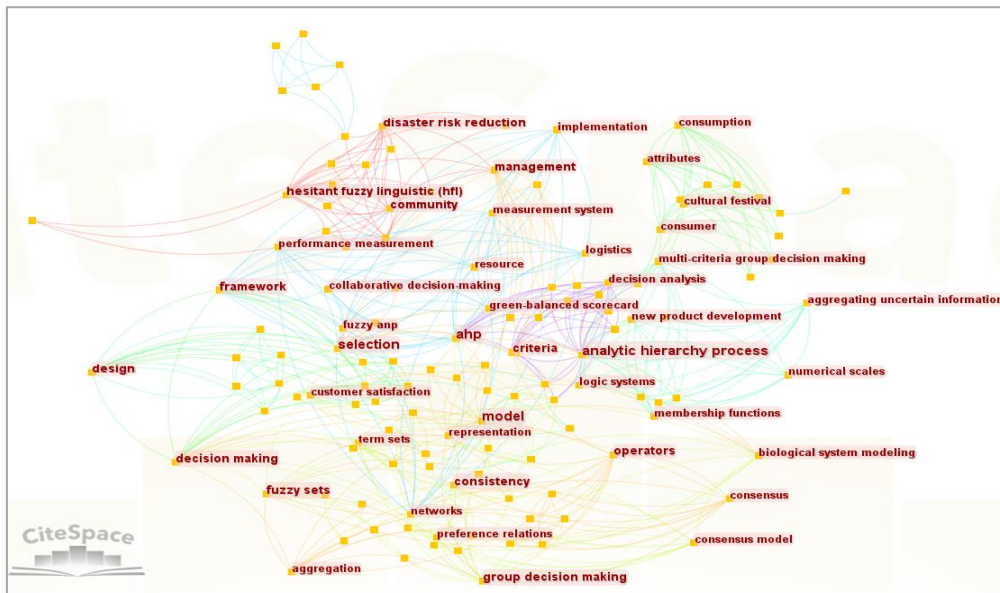 disaster risk reduction
implementation
consumption
attributes
management
hesitant fuzzy linguistic (hfl)
community
cultural festival
measurement system
consumer
performance measurement
logistics
multi-criteria group decision making
resource
decision analysis
framework
collaborative decision-making
green-balanced scorecard
aggregating uncertain information
new product development
fuzzy anp
ahp
selection
criteria
analytic hierarchy process
design
numerical scales
logic systems
customer satisfaction
membership functions
model
representation
term sets
operators
biological system modeling
decision making
consistency
fuzzy sets
consensus
networks
preference relations
consensus model
CiteSpace
aggregation
group decision making